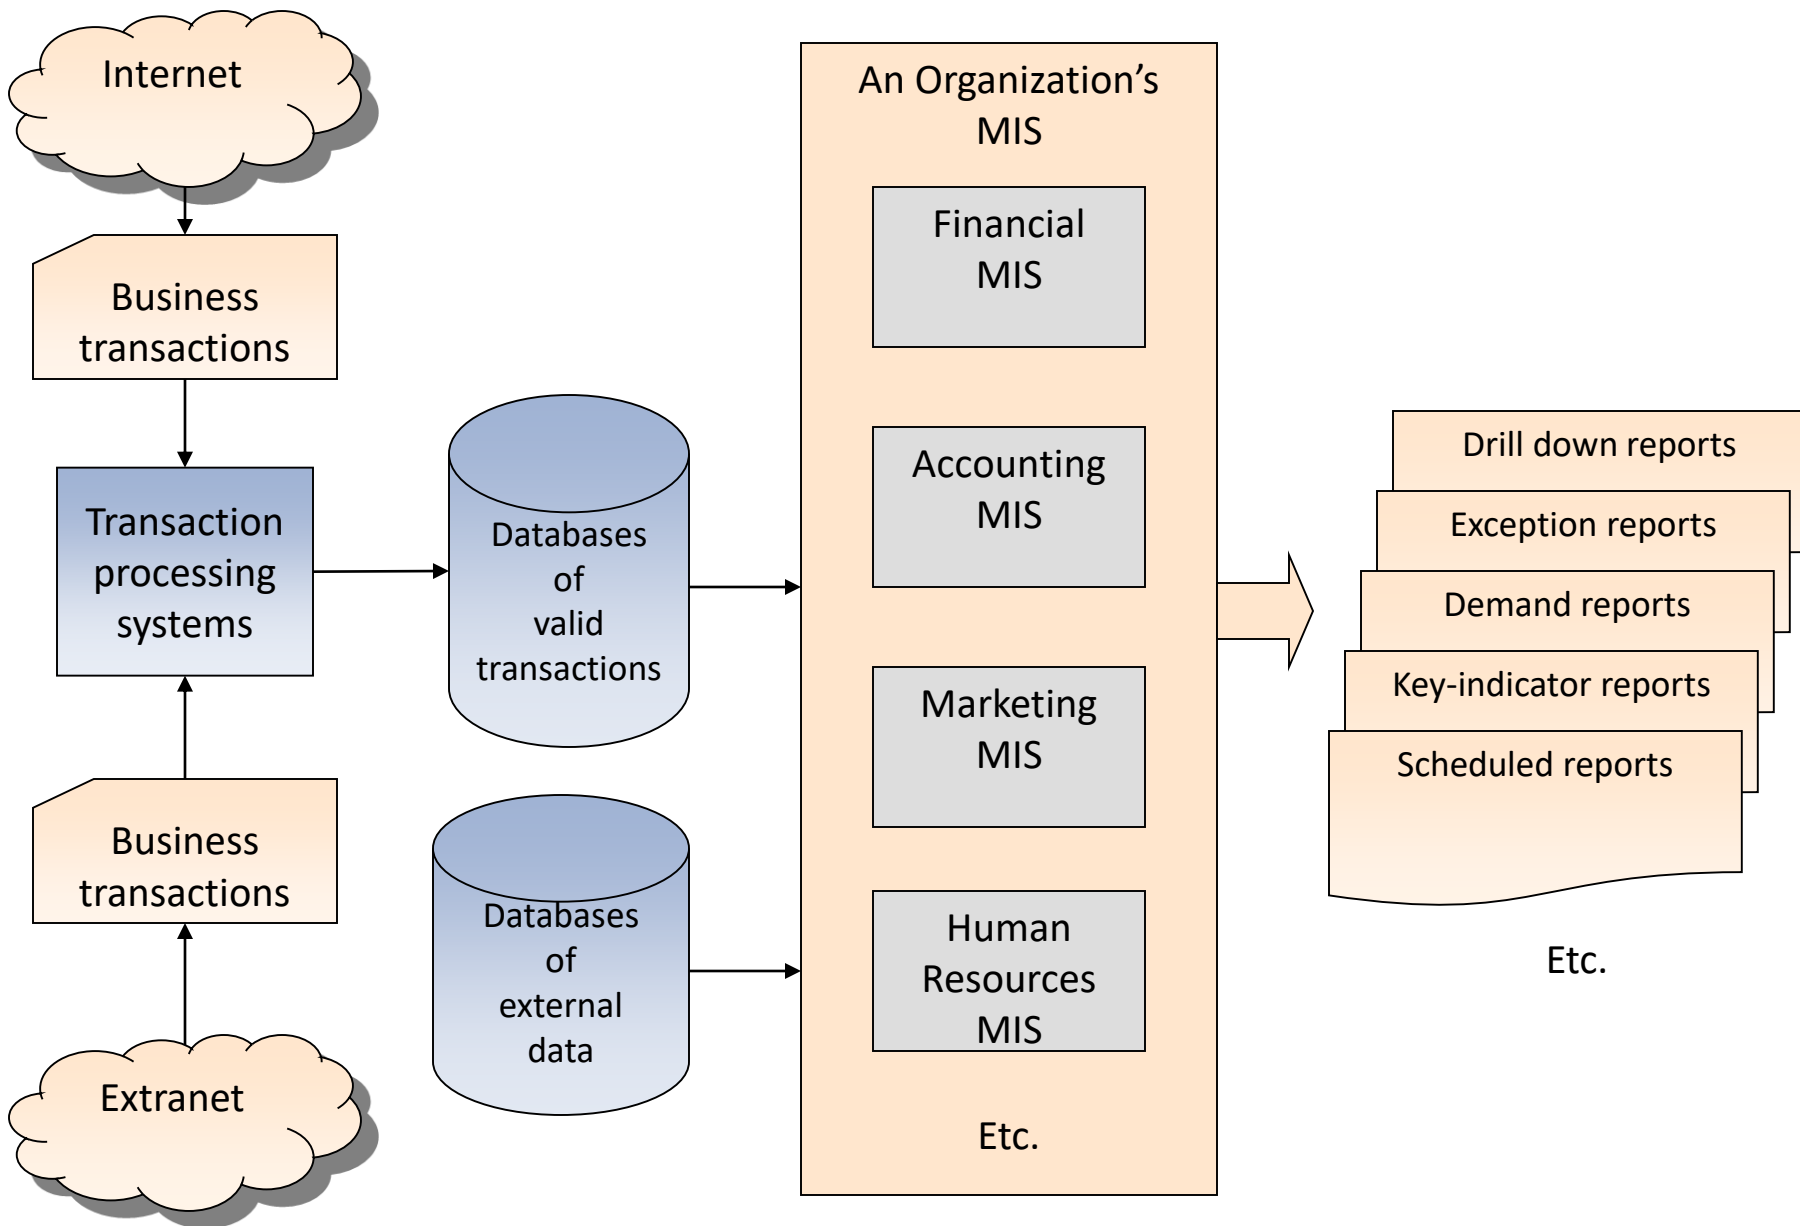 Internet
Business
transactions
Transaction
processing
systems
Business
transactions
Extranet
Databases
of
valid
transactions
Databases
of
external
data
An Organization’s
MIS
Financial
MIS
Accounting
MIS
Marketing
MIS
Human
Resources
MIS
Etc.
Drill down reports
Exception reports
Demand reports
Key-indicator reports
Scheduled reports
Etc.